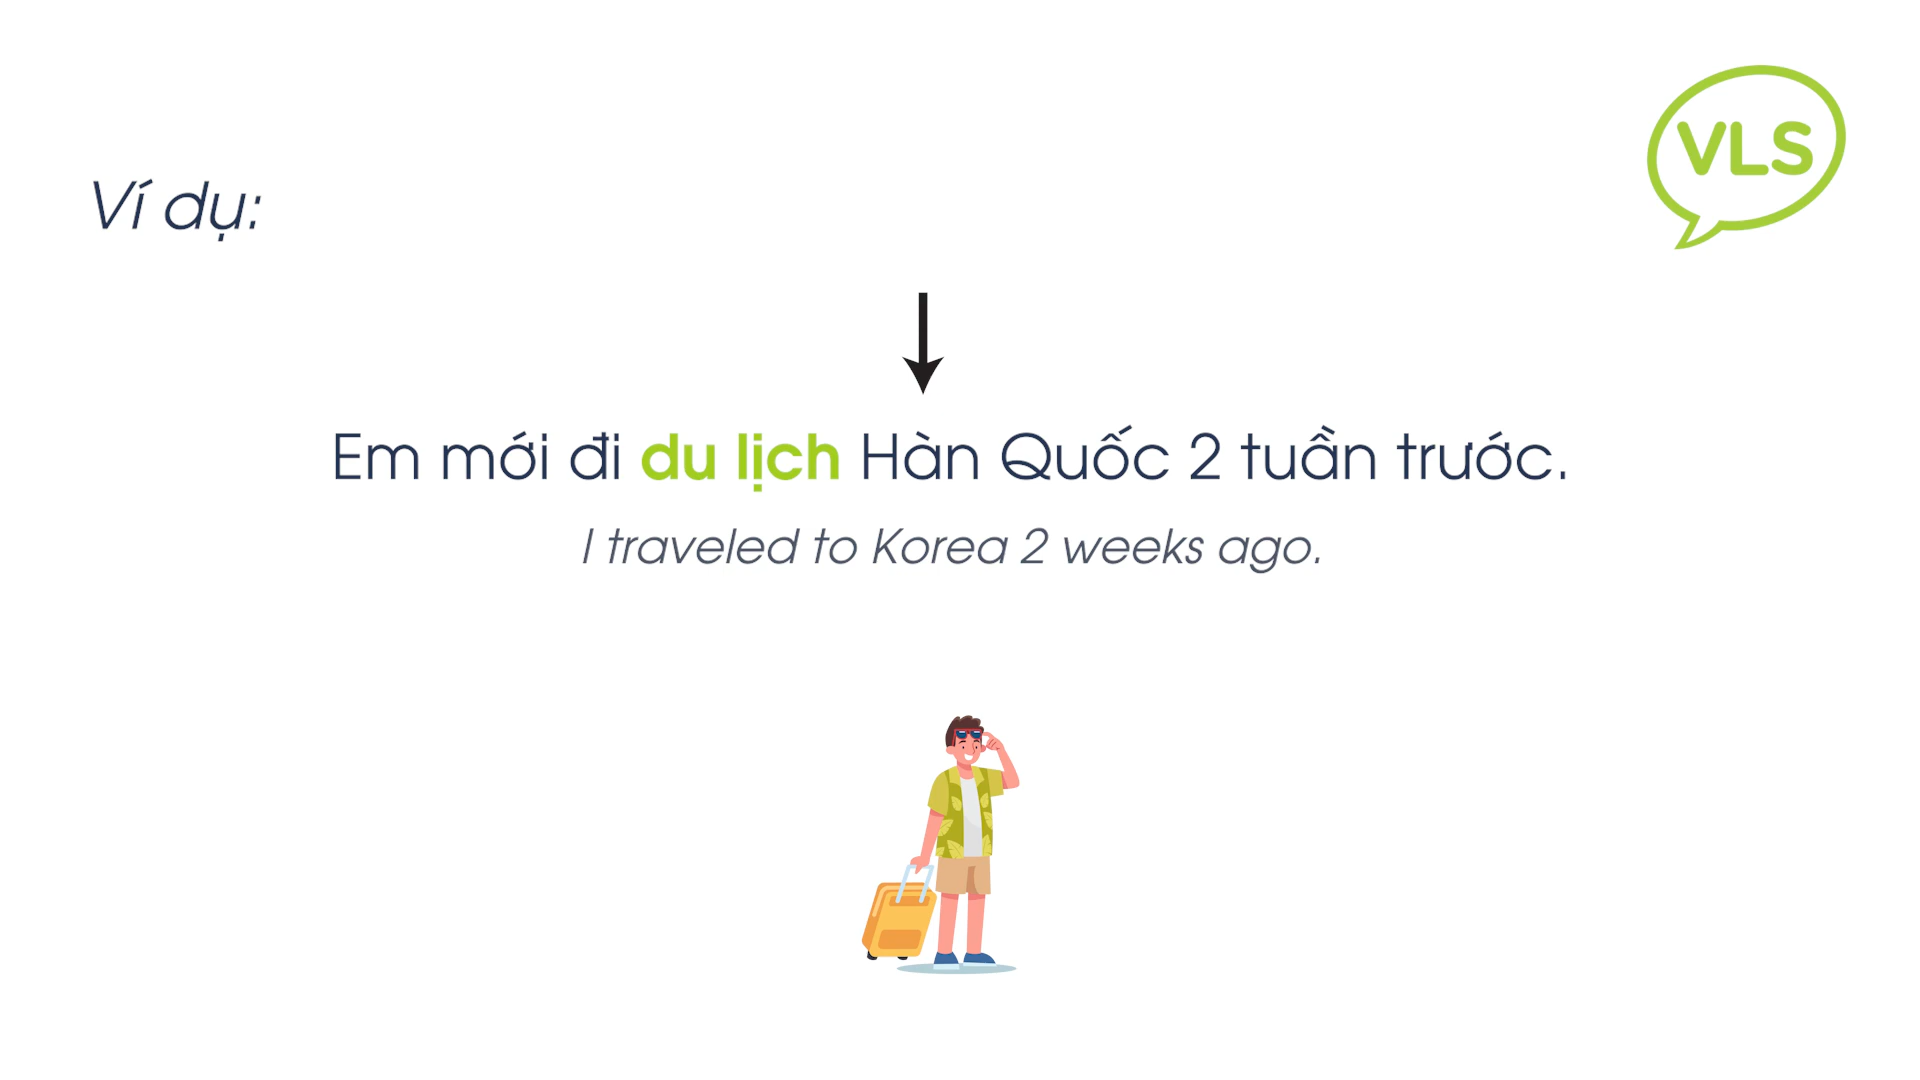 VLS
Ví dụ:
Em mới đi du lịch Hàn Quốc 2 tuần trước.
I traveled to Korea 2 weeks ago.